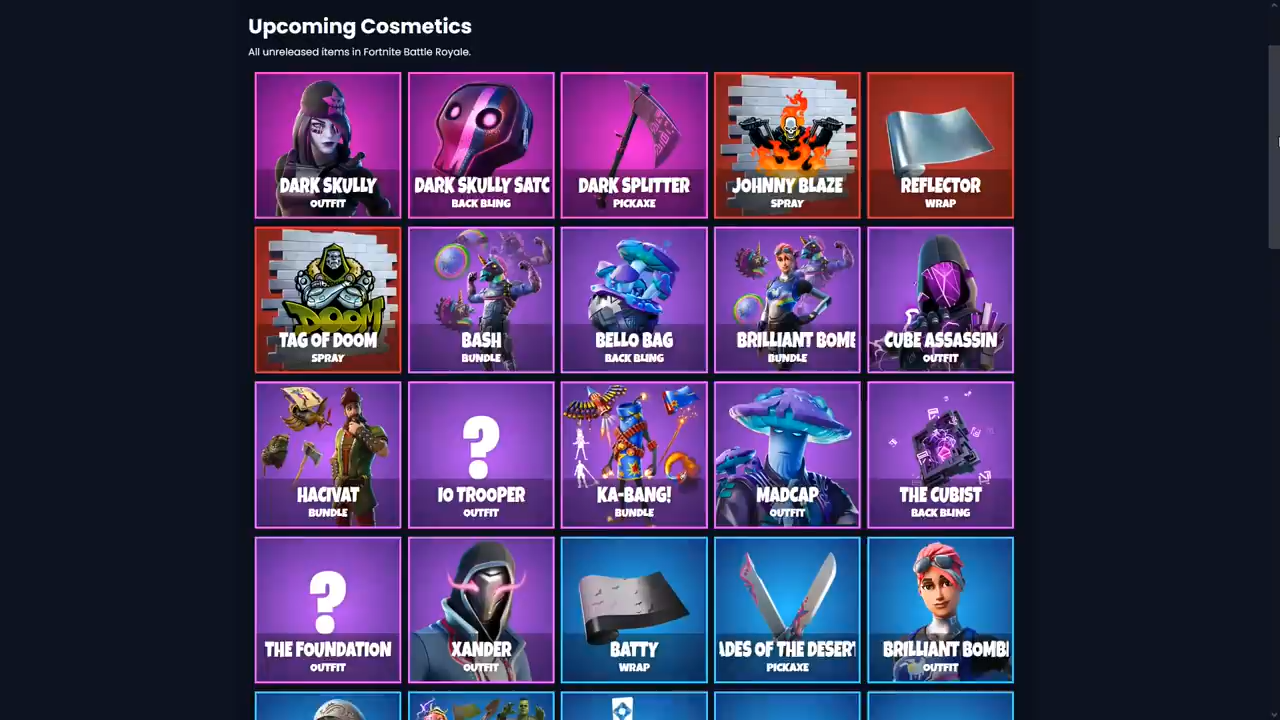 Upcoming Cosmetics
All unreleased items in Fortnite Battle Royale.
DARK SKULLY
OUTFIT
DARK SKULLY SATC
BACK BLING
DARK SPLITTER
PICKAXE
JOHNNY BLAZE
SPRAY
REFLECTOR
WRAP
DOOM
TAG OF DOOM
SPRAY
BASH
BUNDLE
BELLO BAG
BACK BLING
BRILLIANT BOMB
BUNDLE
CUBE ASSASSIN
OUTFIT
HACIVAT
BUNDLE
?
IO TROOPER
OUTFIT
KA-BANG!
BUNDLE
MADCAP
OUTFIT
THE CUBIST
BACK BLING
?
THE FOUNDATION
OUTFIT
XANDER
OUTFIT
BATTY
WRAP
ADES OF THE DESERT
PICKAXE
BRILLIANT BOMB
OUTFIT